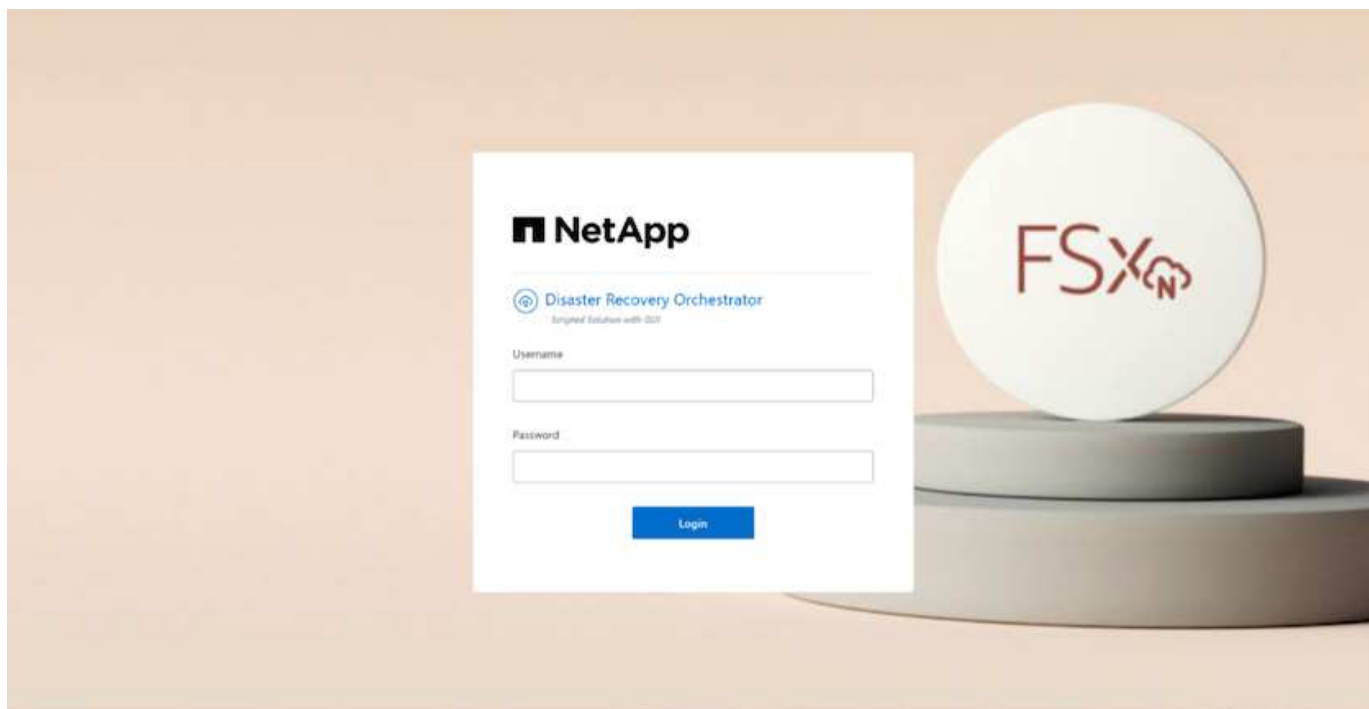 NetApp
Disaster Recovery Orchestrator
Scripted Solution with GUI
Username
Password
Login
FSx
N